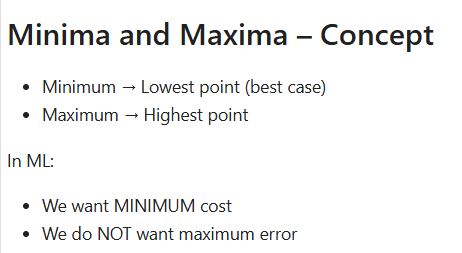 Minima and Maxima – Concept
• Minimum → Lowest point (best case)
• Maximum → Highest point
In ML:
• We want MINIMUM cost
• We do NOT want maximum error